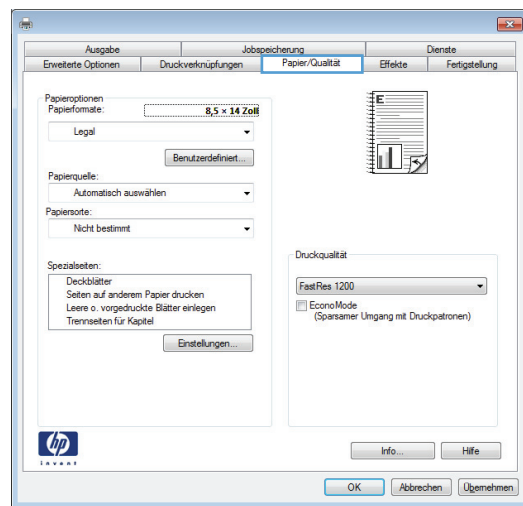 Ausgabe Jobspeicherung Dienste
Erweiterte Optionen Druckverknüpfungen Papier/Qualität Effekte Fertigstellung
Papieroptionen
Papierformate: 8,5 × 14 Zoll
Legal
Benutzerdefiniert...
Papierquelle:
Automatisch auswählen
Papiersorte:
Nicht bestimmt
Spezialseiten:
Deckblätter
Seiten auf anderem Papier drucken
Leere o. vorgedruckte Blätter einlegen
Trennseiten für Kapitel
Einstellungen...
E
Druckqualität
FastRes 1200
EconoMode
(Sparsamer Umgang mit Druckpatronen)
hp
invent
Info... Hilfe
OK Abbrechen Übernehmen